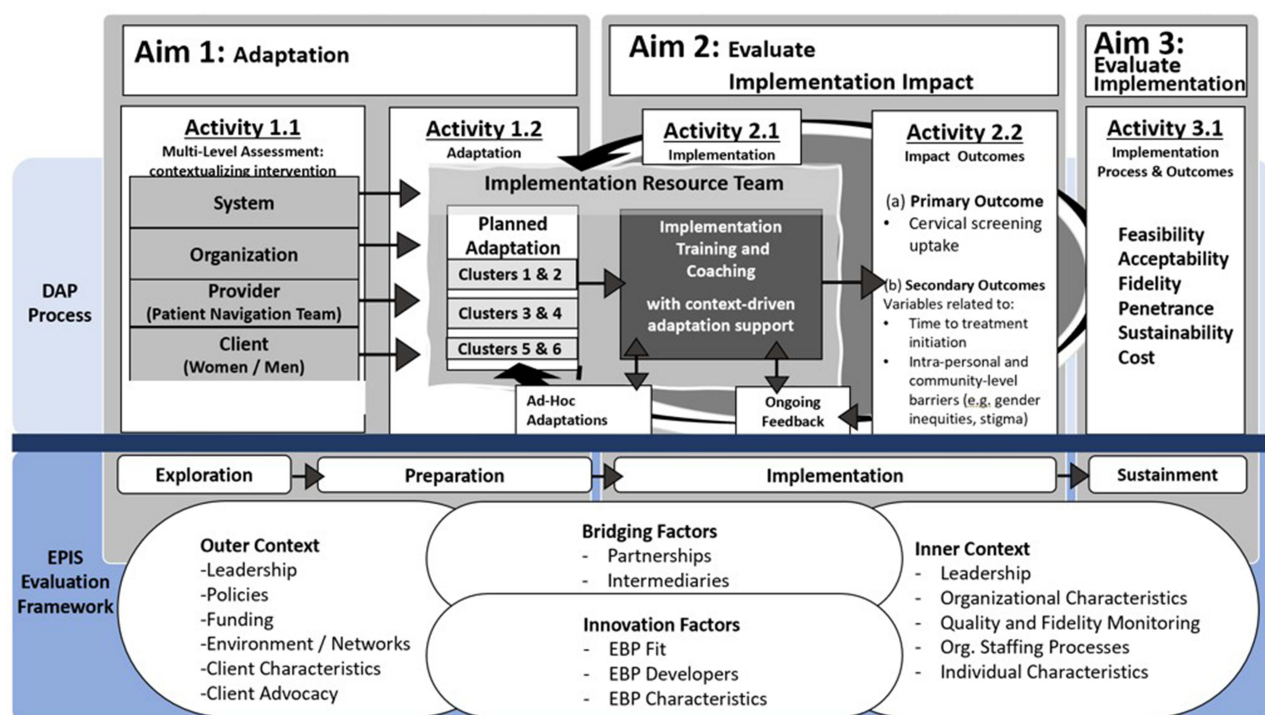 Aim 1: Adaptation
Aim 2: Evaluate
Implementation Impact
Aim 3:
Evaluate
Implementation
DAP
Process
Activity 1.1
Multi-Level Assessment:
contextualizing intervention
System
Organization
Provider
(Patient Navigation Team)
Client
(Women / Men)
Activity 1.2
Adaptation
Implementation Resource Team
Planned
Adaptation
Clusters 1 & 2
Clusters 3 & 4
Clusters 5 & 6
Activity 2.1
Implementation
Implementation
Training and
Coaching
with context-driven
adaptation support
Ad-Hoc
Adaptations
Ongoing
Feedback
Activity 2.2
Impact Outcomes
(a) Primary Outcome
• Cervical screening
uptake
(b) Secondary Outcomes
Variables related to:
• Time to treatment
initiation
• Intra-personal and
community-level
barriers (e.g. gender
inequities, stigma)
Activity 3.1
Implementation
Process & Outcomes
Feasibility
Acceptability
Fidelity
Penetrance
Sustainability
Cost
EPIS
Evaluation
Framework
Exploration
Preparation
Implementation
Sustainment
Outer Context
-Leadership
-Policies
-Funding
-Environment / Networks
-Client Characteristics
-Client Advocacy
Bridging Factors
- Partnerships
- Intermediaries
Innovation Factors
- EBP Fit
- EBP Developers
- EBP Characteristics
Inner Context
- Leadership
- Organizational Characteristics
- Quality and Fidelity Monitoring
- Org. Staffing Processes
- Individual Characteristics